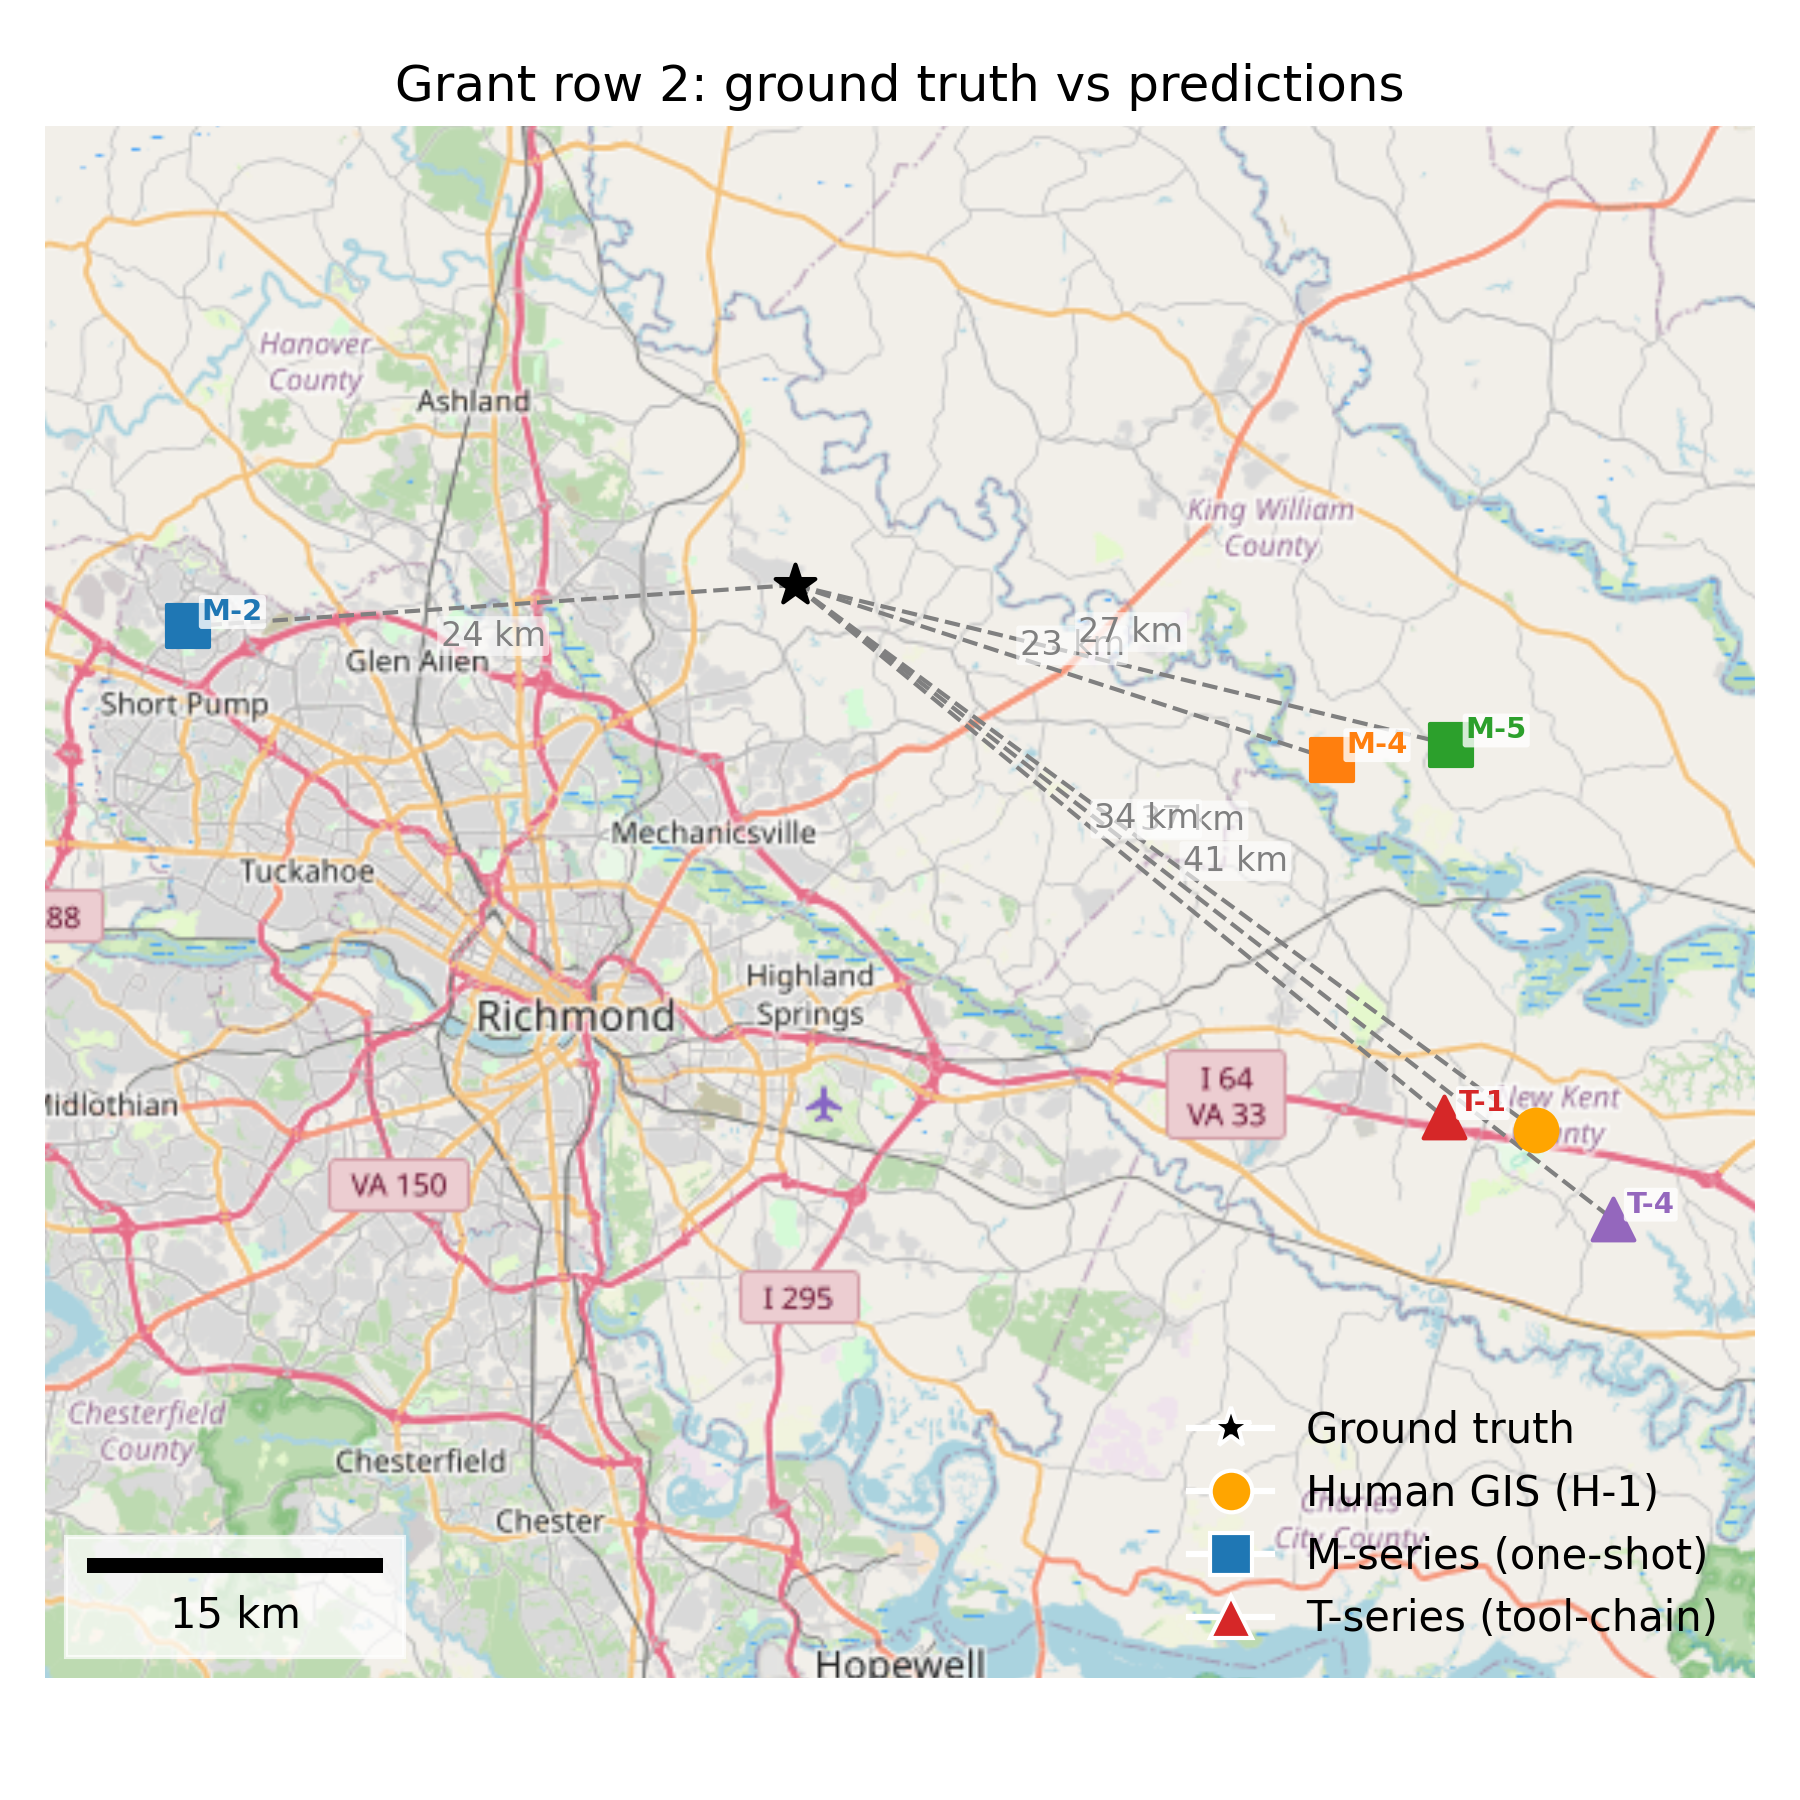 Grant row 2: ground truth vs predictions
Hanover
County
Ashland
King William
County
M-2
24 km
27 km
23 km
Glen Allen
Short Pump
M-5
M-4
34 km
37 km
41 km
Mechanicsville
Tuckahoe
88
Highland
Springs
Richmond
I 64
VA 33
T-1
New Kent
Midlothian
VA 150
T-4
I 295
Chesterfield
County
Chesterfield
Chester
Charles
City County
Hopewell
15 km
Ground truth
Human GIS (H-1)
M-series (one-shot)
T-series (tool-chain)